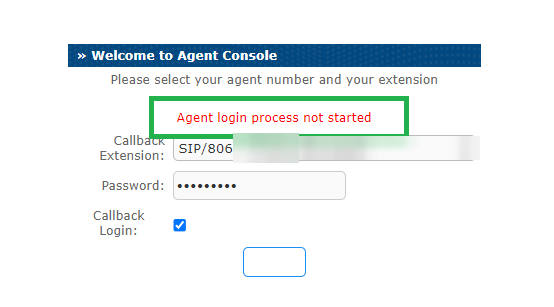 » Welcome to Agent Console
Please select your agent number and your extension
Agent login process not started
Callback
Extension:
SIP/806
Password:
•••••••••
Callback
Login: